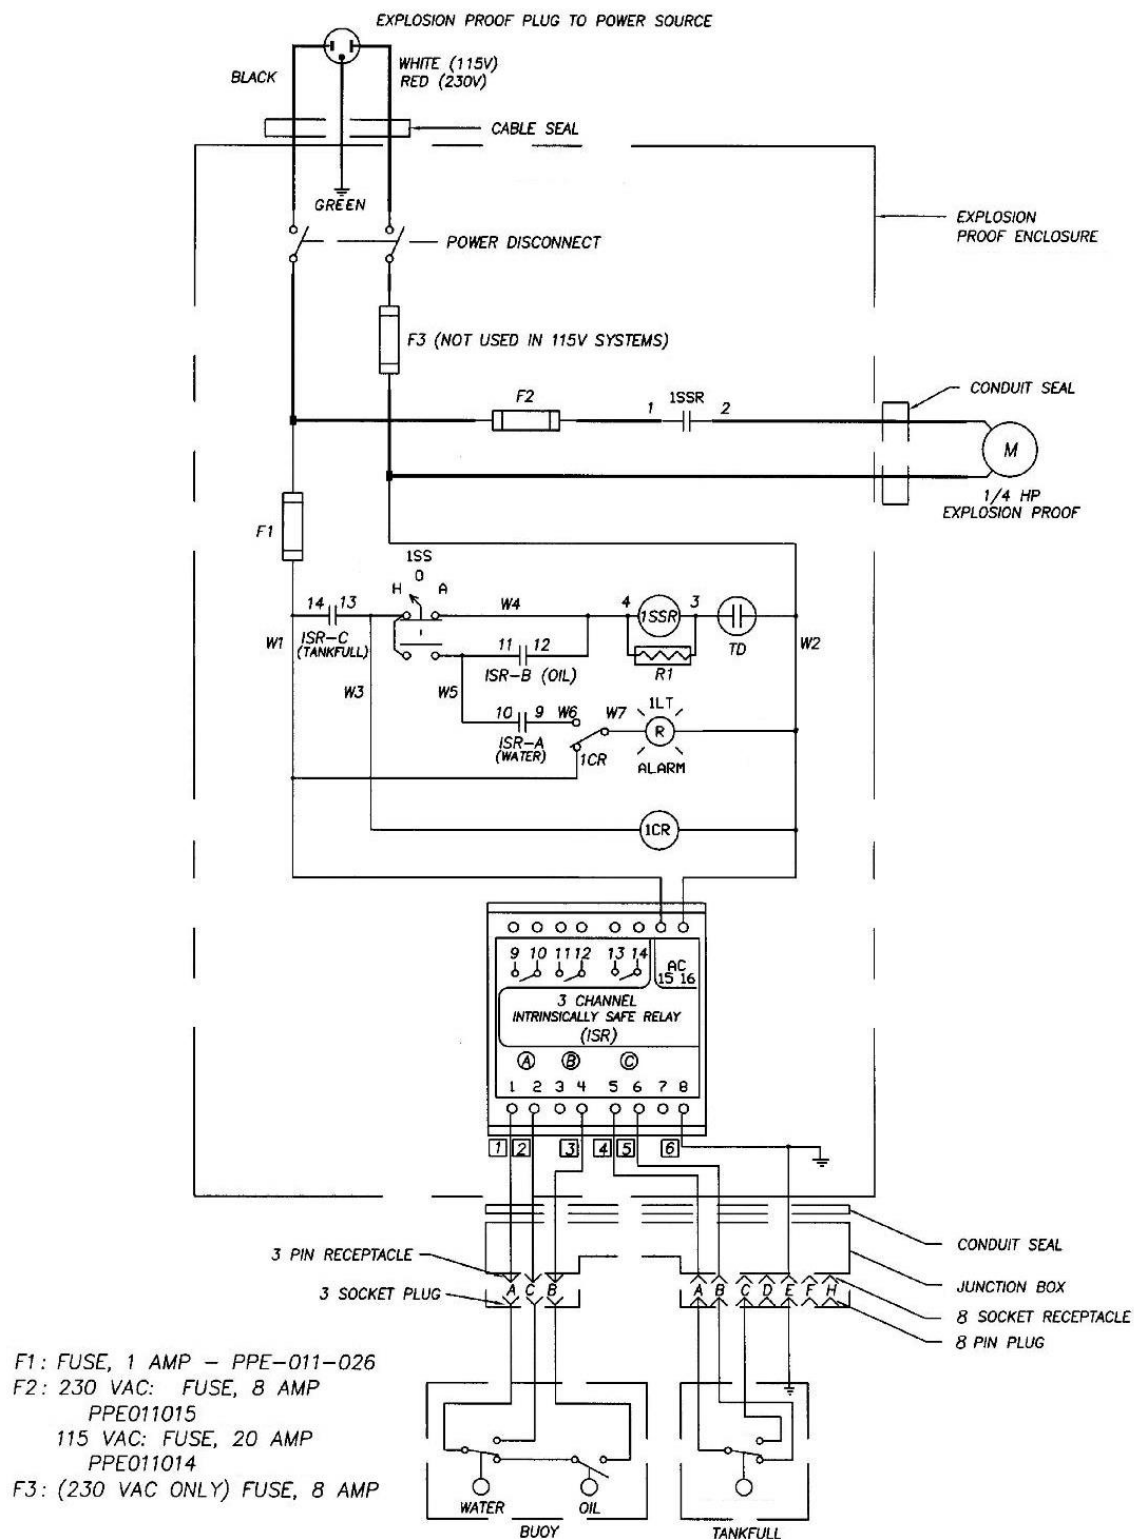 EXPLOSION PROOF PLUG TO POWER SOURCE
BLACK
WHITE (115V)
RED (230V)
CABLE SEAL
GREEN
EXPLOSION
PROOF ENCLOSURE
POWER DISCONNECT
F3 (NOT USED IN 115V SYSTEMS)
F2
1 1SSR 2
CONDUIT SEAL
M
1/4 HP
EXPLOSION PROOF
F1
1SS
O
H A
14 13
ISR-C
(TANKFULL)
W4
4 1SSR 3
TD
R1
W1
W2
11 12
ISR-B (OIL)
W3
W5
10 9
ISR-A
(WATER)
W6
W7
1CR
1LT
R
ALARM
1CR
9 10 11 12 13 14
AC
15 16
3 CHANNEL
INTRINSICALLY SAFE RELAY
(ISR)
A B C
1 2 3 4 5 6 7 8
1 2 3 4 5 6
3 PIN RECEPTACLE
3 SOCKET PLUG
A C B
A B C D E F H
CONDUIT SEAL
JUNCTION BOX
8 SOCKET RECEPTACLE
8 PIN PLUG
F1: FUSE, 1 AMP - PPE-011-026
F2: 230 VAC: FUSE, 8 AMP
PPE011015
115 VAC: FUSE, 20 AMP
PPE011014
F3: (230 VAC ONLY) FUSE, 8 AMP
WATER
OIL
BUOY
TANKFULL